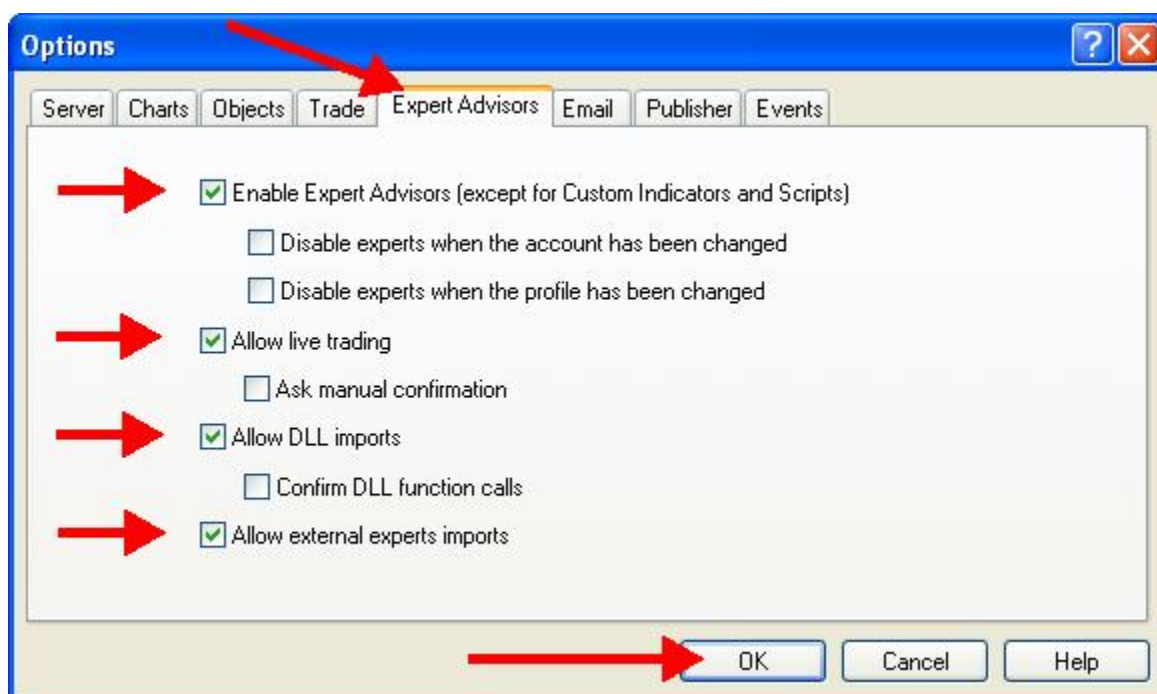 Options
Server Charts Objects Trade Expert Advisors Email Publisher Events
Enable Expert Advisors (except for Custom Indicators and Scripts)
Disable experts when the account has been changed
Disable experts when the profile has been changed
Allow live trading
Ask manual confirmation
Allow DLL imports
Confirm DLL function calls
Allow external experts imports
OK Cancel Help